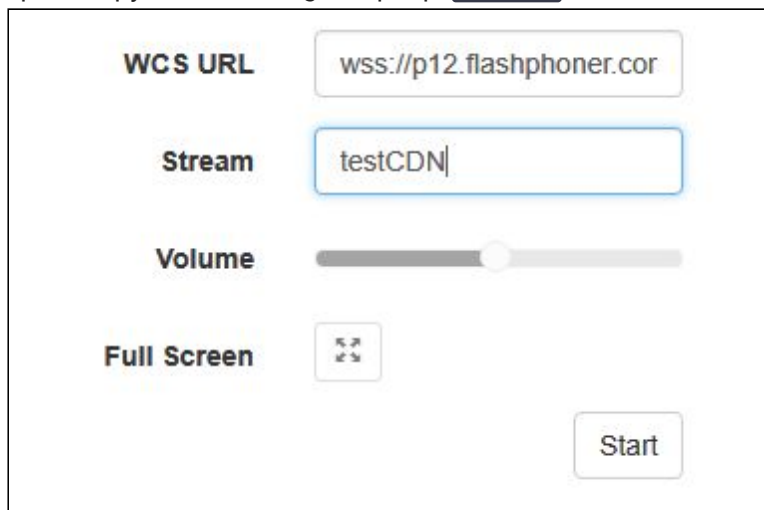 WCS URL wss://p12.flashphoner.cor
Stream testCDN
Volume
Full Screen
Start